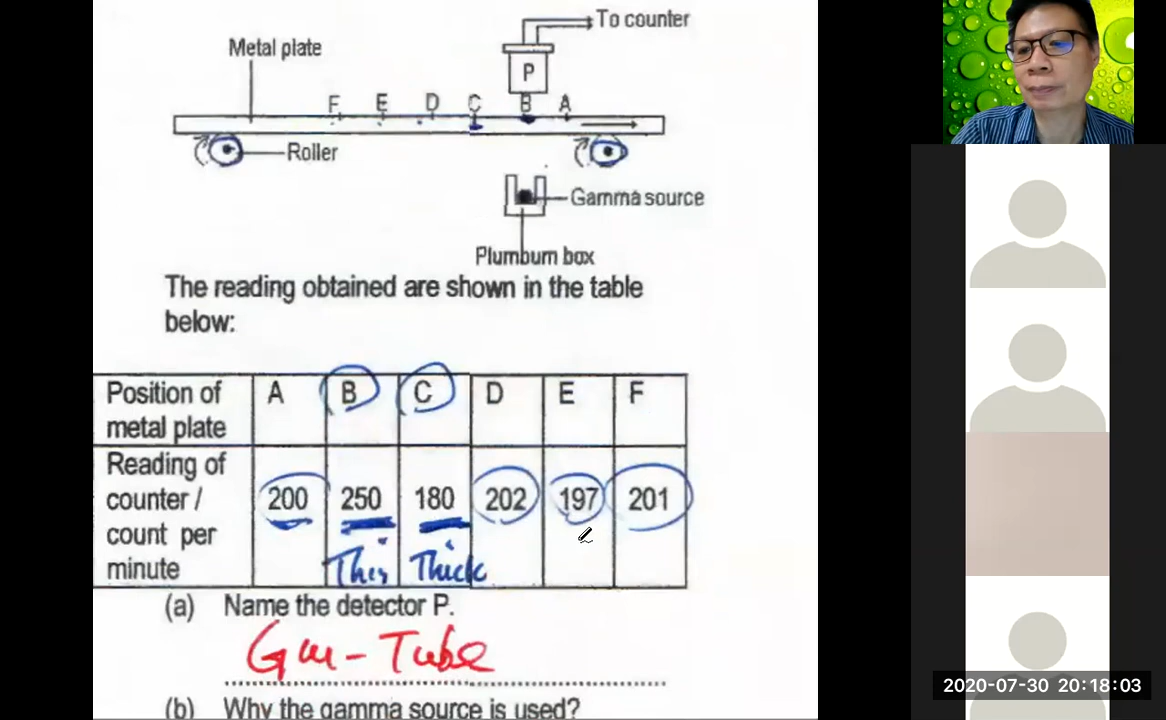 To counter
Metal plate
P
F E D C B A
Roller
Gamma source
Plumbum box
The reading obtained are shown in the table
below:
Position of metal plate A B C D E F
Reading of counter / count per minute 200 250 180 202 197 201
Thin Thick
(a) Name the detector P.
GM-Tube
(b) Why the gamma source is used?
2020-07-30 20:18:03